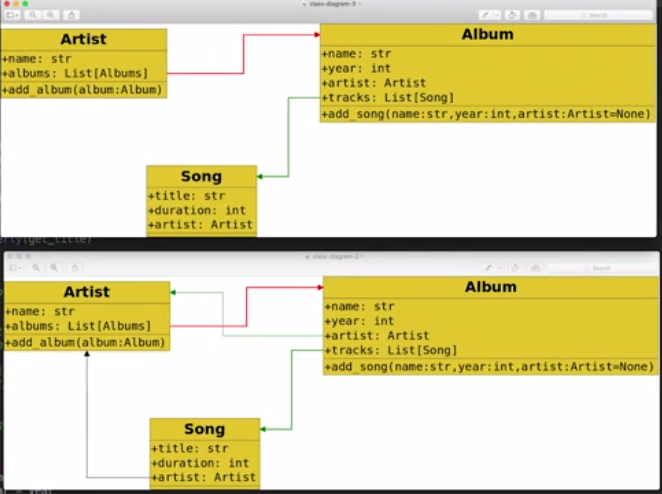 class-diagram-3
Search
Artist
+name: str
+albums: List[Albums]
+add_album(album:Album)
Album
+name: str
+year: int
+artist: Artist
+tracks: List[Song]
+add_song(name:str,year:int,artist:Artist=None)
Song
+title: str
+duration: int
+artist: Artist
erty(get_title)
class-diagram-2
Search
Artist
+name: str
+albums: List[Albums]
+add_album(album:Album)
Album
+name: str
+year: int
+artist: Artist
+tracks: List[Song]
+add_song(name:str,year:int,artist:Artist=None)
Song
+title: str
+duration: int
+artist: Artist
= year